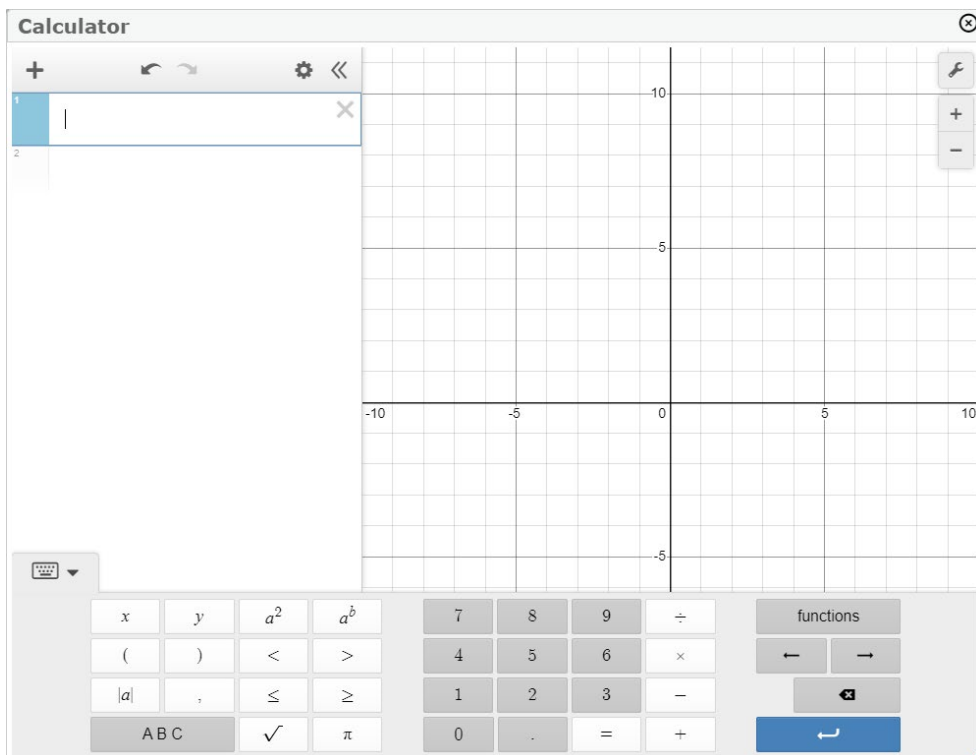 Calculator
+
1
2
10
5
-10 -5 0 5 10
-5
+
−
x y a² aᵇ 7 8 9 ÷ functions
( ) < > 4 5 6 × ← →
|a| , ≤ ≥ 1 2 3 −
A B C √ π 0 . = +